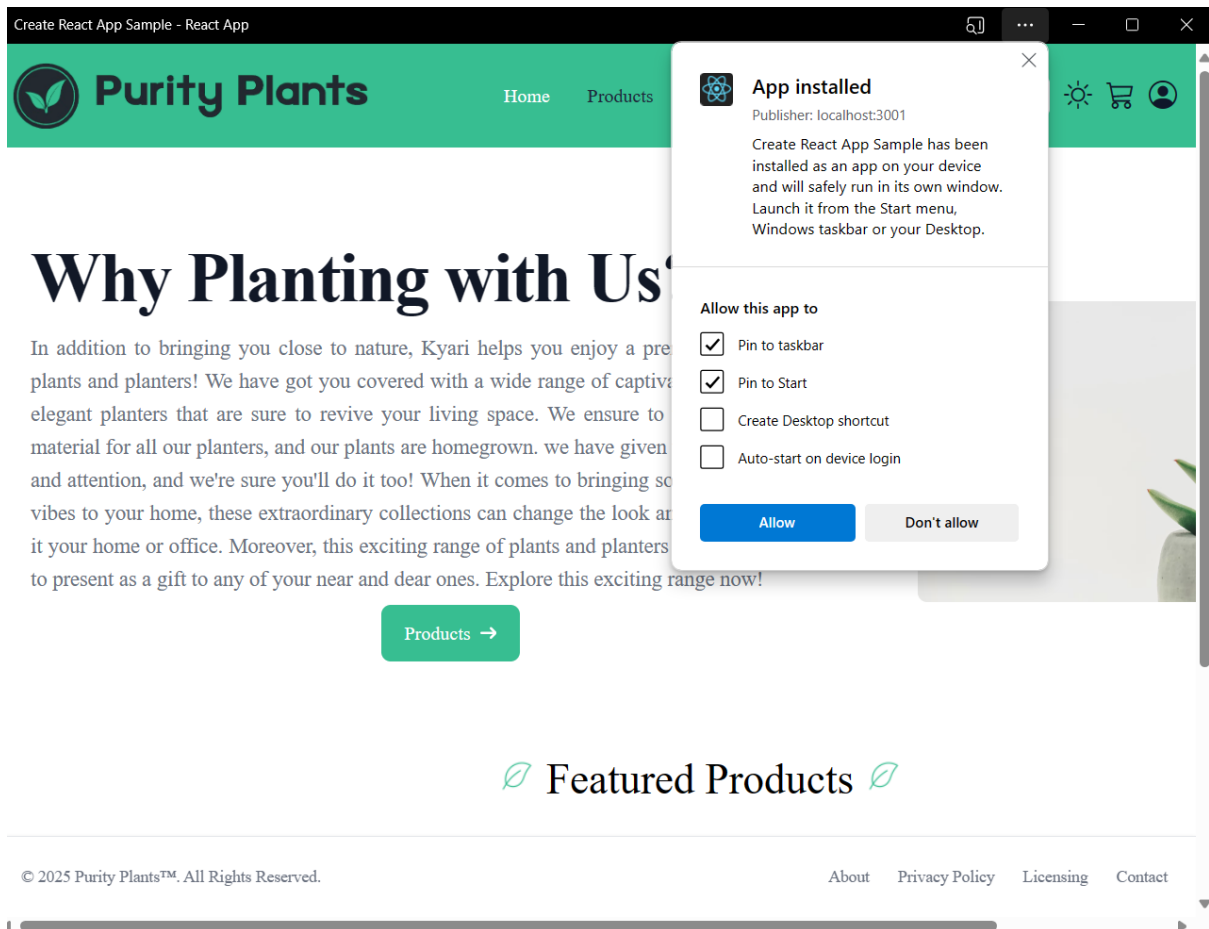 Create React App Sample - React App
Purity Plants
Home
Products
App installed
Publisher: localhost:3001
Create React App Sample has been
installed as an app on your device
and will safely run in its own window.
Launch it from the Start menu,
Windows taskbar or your Desktop.
Allow this app to
Pin to taskbar
Pin to Start
Create Desktop shortcut
Auto-start on device login
Allow
Don't allow
Why Planting with Us
In addition to bringing you close to nature, Kyari helps you enjoy a
plants and planters! We have got you covered with a wide range of
elegant planters that are sure to revive your living space. We ensure to
material for all our planters, and our plants are homegrown. we have given
and attention, and we're sure you'll do it too! When it comes to bringing
vibes to your home, these extraordinary collections can change the look
it your home or office. Moreover, this exciting range of plants and planters
to present as a gift to any of your near and dear ones. Explore this exciting range now!
Products →
Featured Products
© 2025 Purity Plants™. All Rights Reserved.
About
Privacy Policy
Licensing
Contact